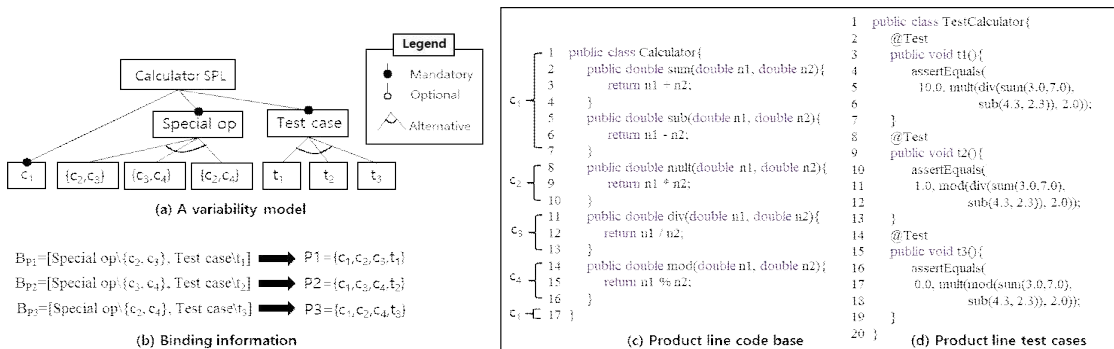 Legend
Mandatory
Optional
Alternative
Calculator SPL
Special op
Test case
c1
{c2,c3}
{c3,c4}
{c2,c4}
t1
t2
t3
(a) A variability model
BP1=[Special op\{c2, c3}, Test case\t1]
P1={c1,c2,c3,t1}
BP2=[Special op\{c3, c4}, Test case\t2]
P2={c1,c3,c4,t2}
BP3=[Special op\{c2, c4}, Test case\t3]
P3={c1,c2,c4,t3}
(b) Binding information
c1
1 public class Calculator{
2 public double sum(double n1, double n2){
3 return n1 + n2;
4 }
5 public double sub(double n1, double n2){
6 return n1 - n2;
7 }
c2
8 public double mult(double n1, double n2){
9 return n1 * n2;
10 }
c3
11 public double div(double n1, double n2){
12 return n1 / n2;
13 }
c4
14 public double mod(double n1, double n2){
15 return n1 % n2;
16 }
c1
17 }
(c) Product line code base
1 public class TestCalculator{
2 @Test
3 public void t1(){
4 assertEquals(
5 10.0, mult(div(sum(3.0,7.0),
6 sub(4.3, 2.3)), 2.0));
7 }
8 @Test
9 public void t2(){
10 assertEquals(
11 1.0, mod(div(sum(3.0,7.0),
12 sub(4.3, 2.3)), 2.0));
13 }
14 @Test
15 public void t3(){
16 assertEquals(
17 0.0, mult(mod(sum(3.0,7.0),
18 sub(4.3, 2.3)), 2.0));
19 }
20 }
(d) Product line test cases